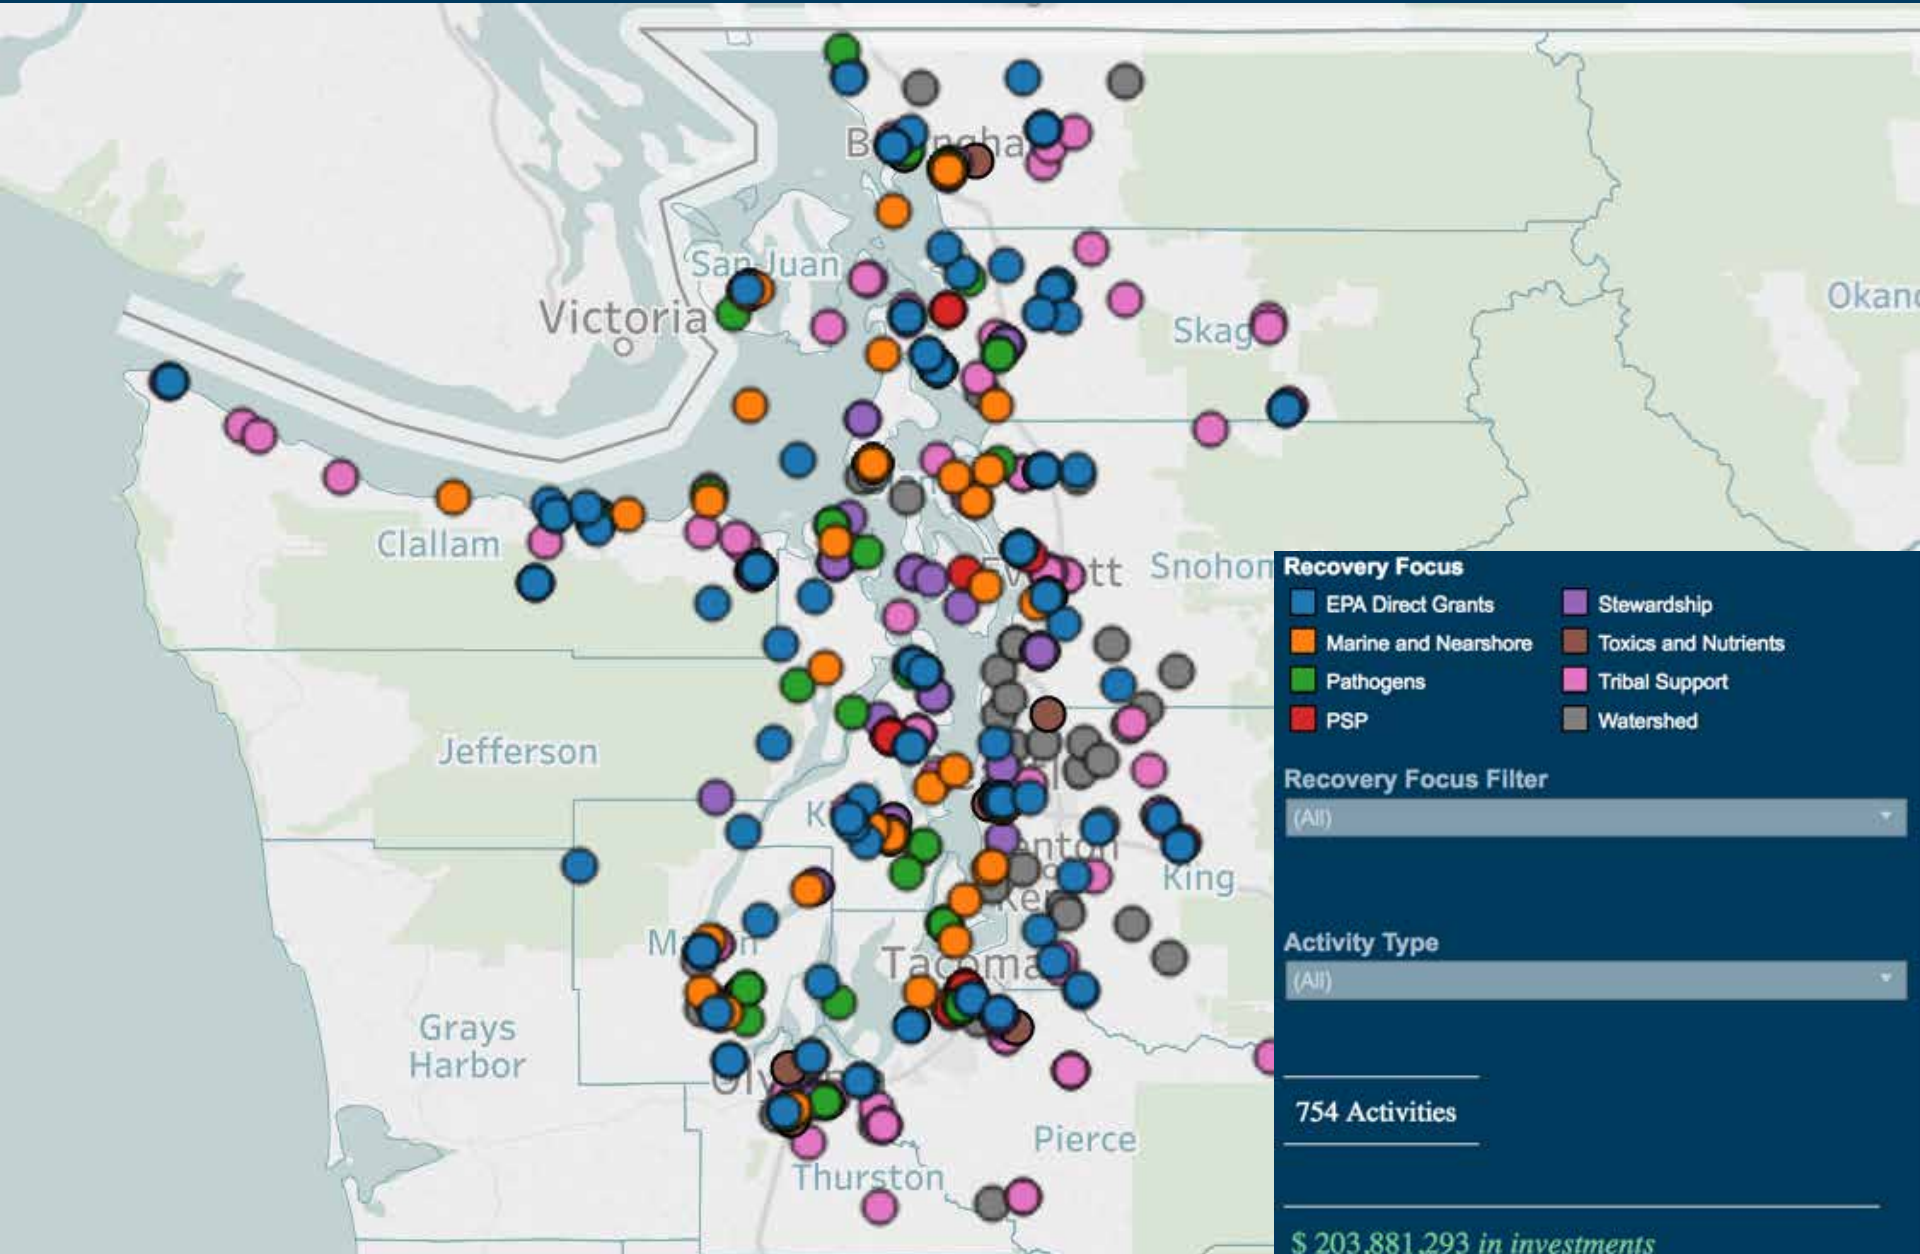 San Juan
Victoria
Skag
Okano
Clallam
Snohom
Jefferson
King
Tacoma
Grays
Harbor
Pierce
Thurston
Recovery Focus
EPA Direct Grants
Stewardship
Marine and Nearshore
Toxics and Nutrients
Pathogens
Tribal Support
PSP
Watershed
Recovery Focus Filter
(All)
Activity Type
(All)
754 Activities
$ 203,881,293 in investments